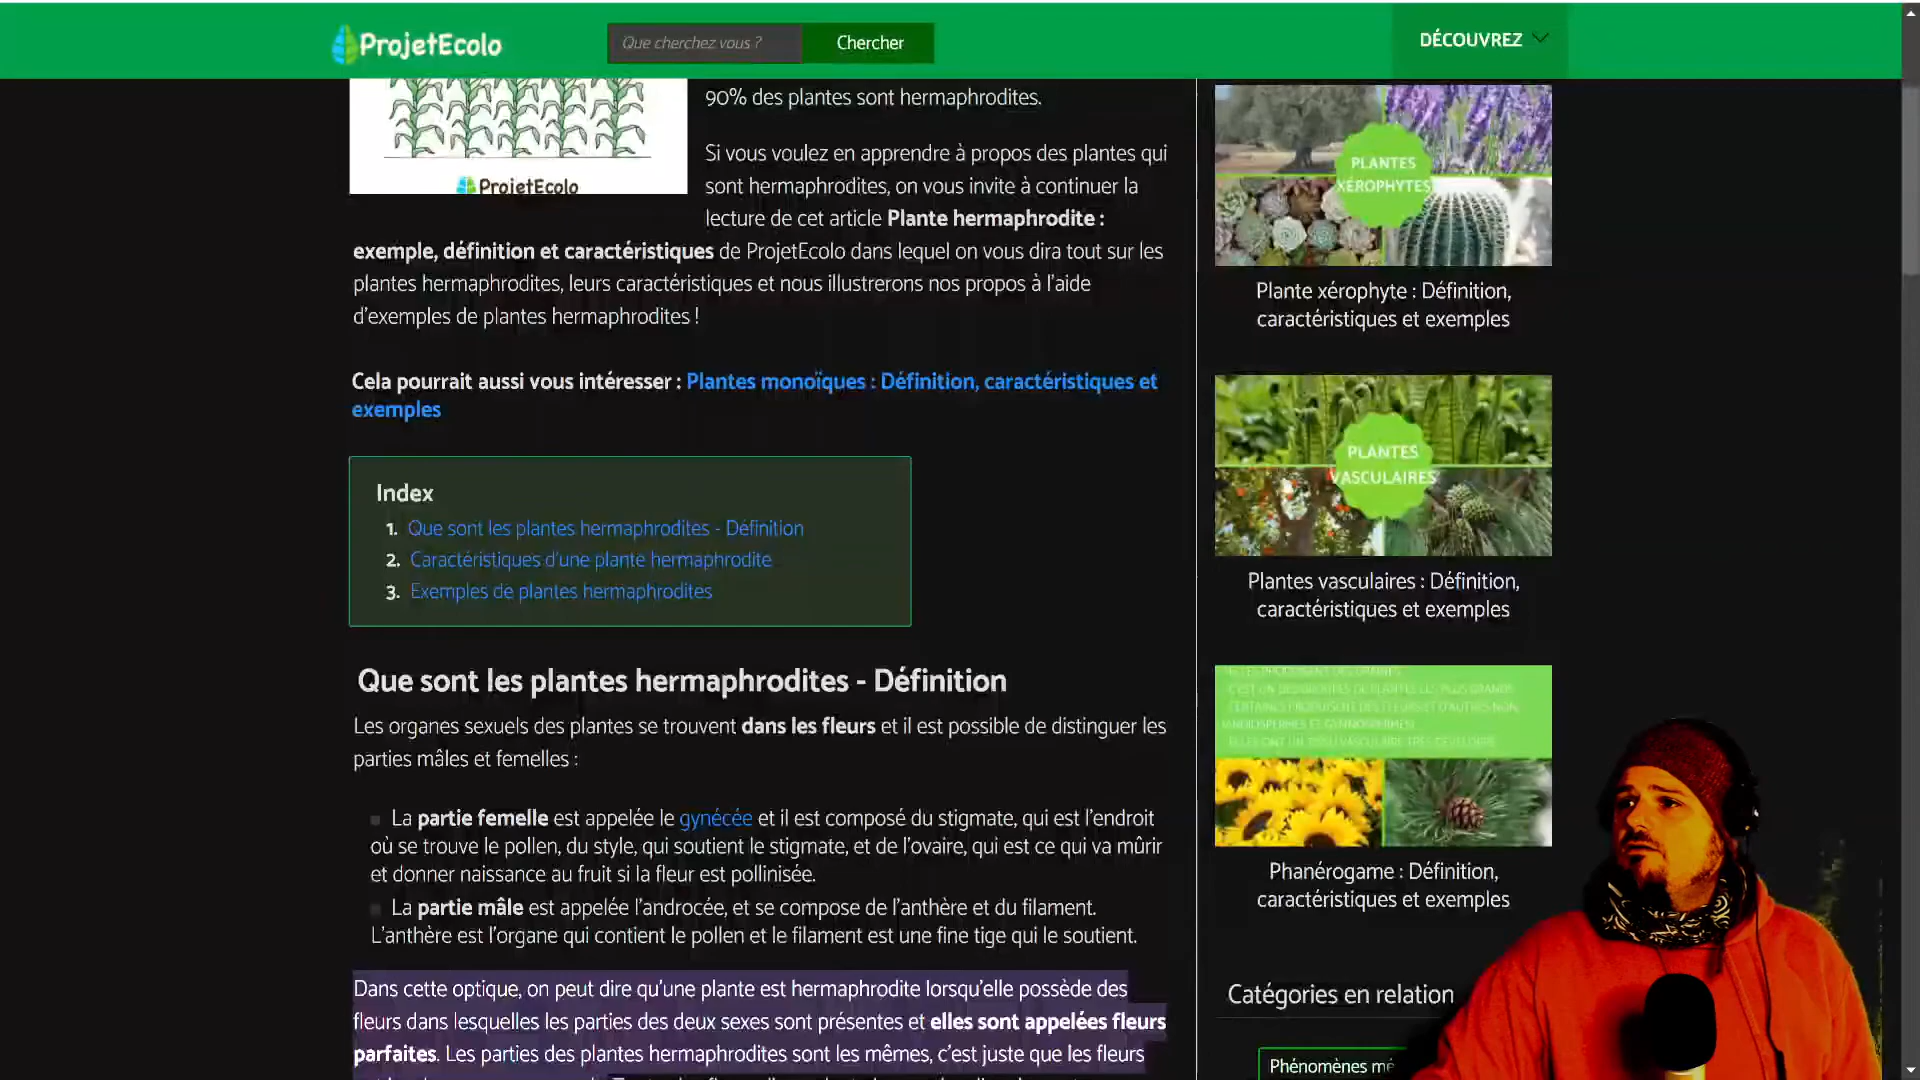 ProjetEcolo
Que cherchez vous ?
Chercher
DÉCOUVREZ
ProjetEcolo
90% des plantes sont hermaphrodites.
Si vous voulez en apprendre à propos des plantes qui
sont hermaphrodites, on vous invite à continuer la
lecture de cet article Plante hermaphrodite :
exemple, définition et caractéristiques de ProjetEcolo dans lequel on vous dira tout sur les
plantes hermaphrodites, leurs caractéristiques et nous illustrerons nos propos à l'aide
d'exemples de plantes hermaphrodites !
Cela pourrait aussi vous intéresser : Plantes monoïques : Définition, caractéristiques et
exemples
Index
1. Que sont les plantes hermaphrodites - Définition
2. Caractéristiques d'une plante hermaphrodite
3. Exemples de plantes hermaphrodites
Que sont les plantes hermaphrodites - Définition
Les organes sexuels des plantes se trouvent dans les fleurs et il est possible de distinguer les
parties mâles et femelles :
La partie femelle est appelée le gynécée et il est composé du stigmate, qui est l'endroit
où se trouve le pollen, du style, qui soutient le stigmate, et de l'ovaire, qui est ce qui va mûrir
et donner naissance au fruit si la fleur est pollinisée.
La partie mâle est appelée l'androcée, et se compose de l'anthère et du filament.
L'anthère est l'organe qui contient le pollen et le filament est une fine tige qui le soutient.
Dans cette optique, on peut dire qu'une plante est hermaphrodite lorsqu'elle possède des
fleurs dans lesquelles les parties des deux sexes sont présentes et elles sont appelées fleurs
parfaites. Les parties des plantes hermaphrodites sont les mêmes, c'est juste que les fleurs
PLANTES
XÉROPHYTES
Plante xérophyte : Définition,
caractéristiques et exemples
PLANTES
VASCULAIRES
Plantes vasculaires : Définition,
caractéristiques et exemples
Phanérogame : Définition,
caractéristiques et exemples
Catégories en relation
Phénomènes mé